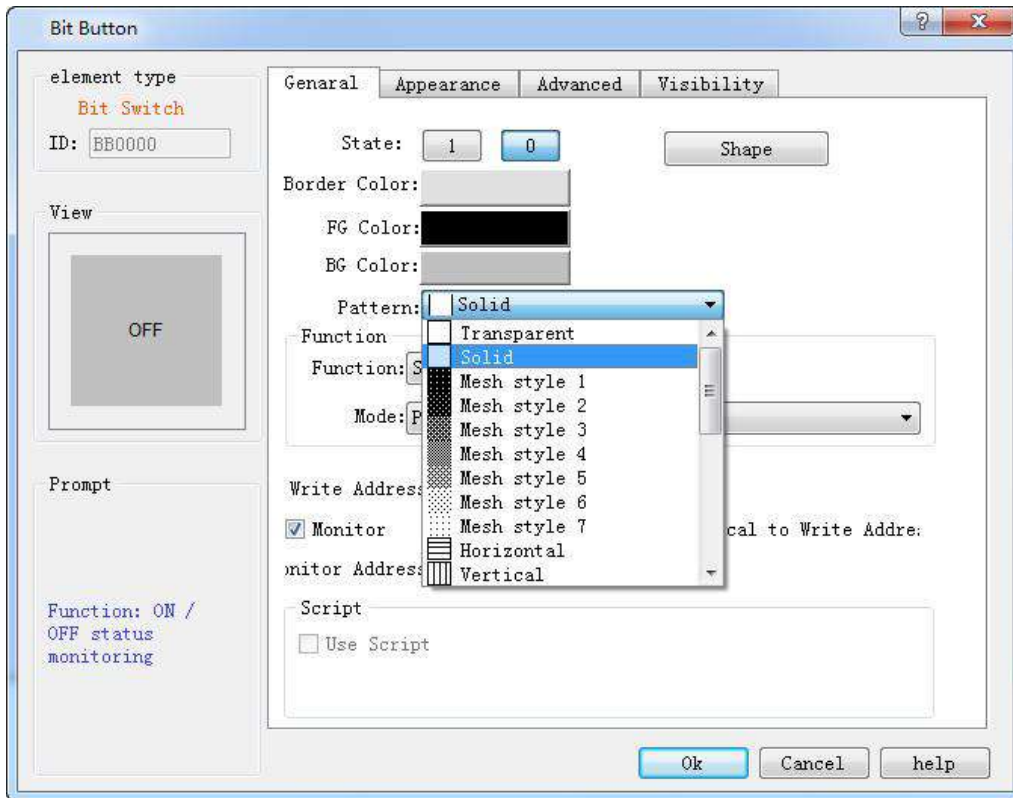 Bit Button
?
X
element type
Bit Switch
ID: BB0000
View
OFF
Prompt
Function: ON /
OFF status
monitoring
Genaral Appearance Advanced Visibility
State: 1 0 Shape
Border Color:
FG Color:
BG Color:
Pattern: Solid
Transparent
Solid
Mesh style 1
Mesh style 2
Mesh style 3
Mesh style 4
Mesh style 5
Mesh style 6
Mesh style 7
Horizontal
Vertical
Function
Function: S
Mode: P
Write Address
Monitor cal to Write Addre
onitor Address
Script
Use Script
Ok Cancel help